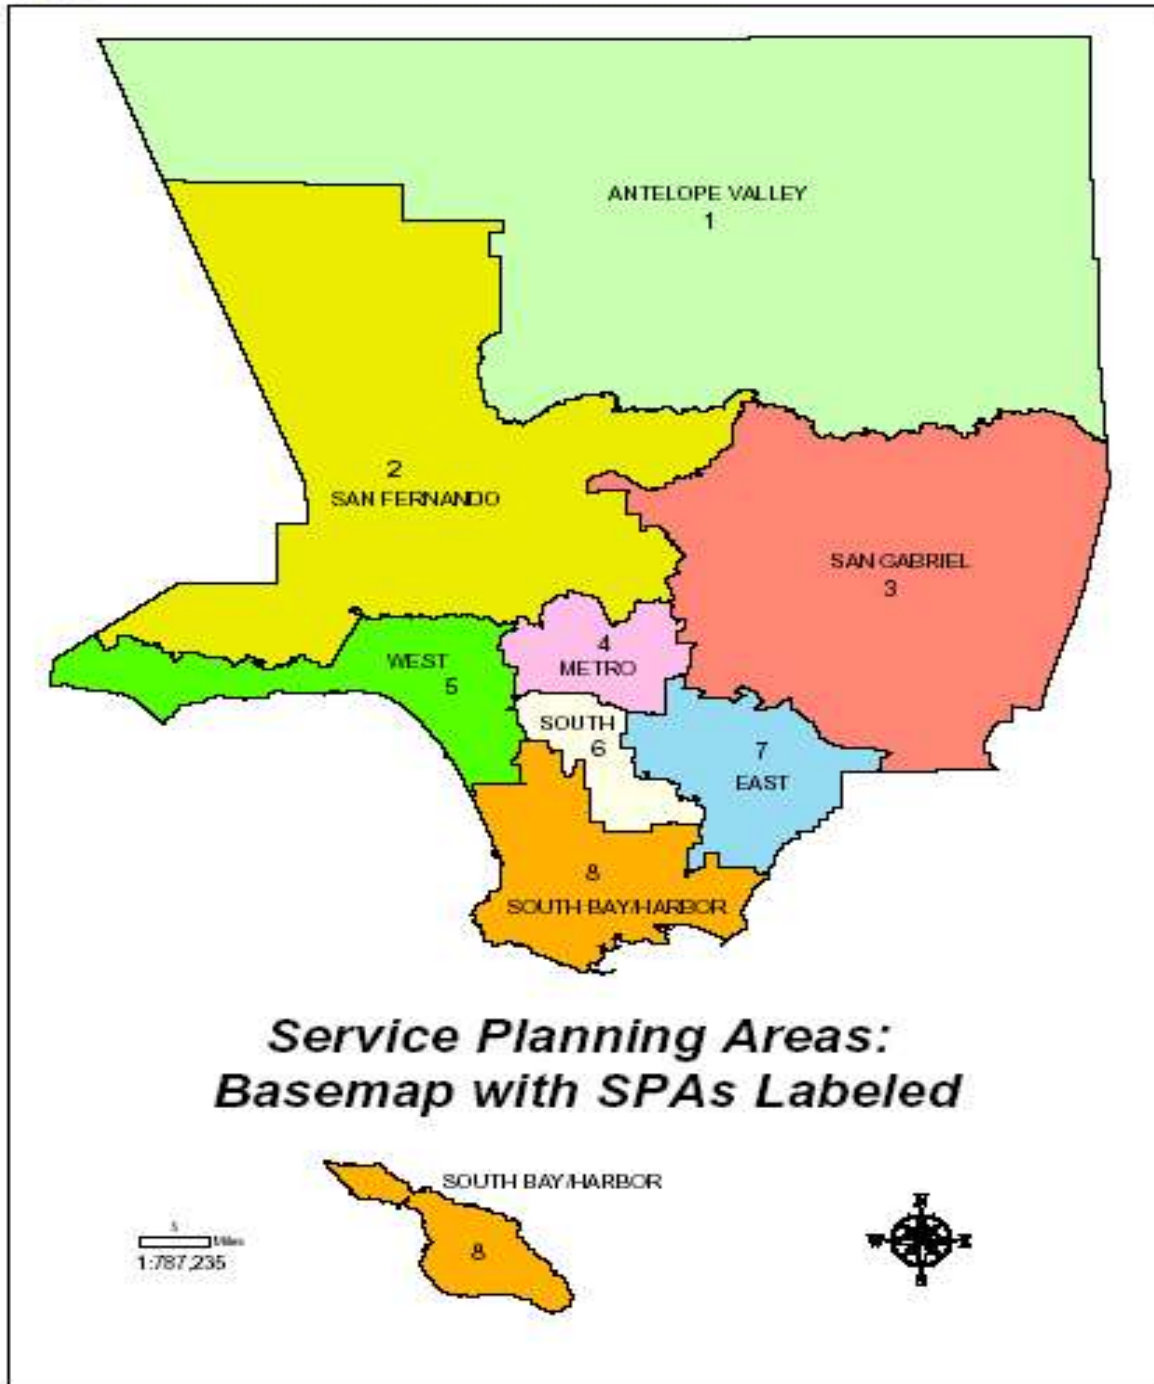 ANTELOPE VALLEY
1
2
SAN FERNANDO
SAN GABRIEL
3
4
METRO
WEST
5
SOUTH
6
7
EAST
8
SOUTH BAY/HARBOR
Service Planning Areas:
Basemap with SPAs Labeled
SOUTH BAY/HARBOR
8
Miles
1:787,235
N
W
E
S